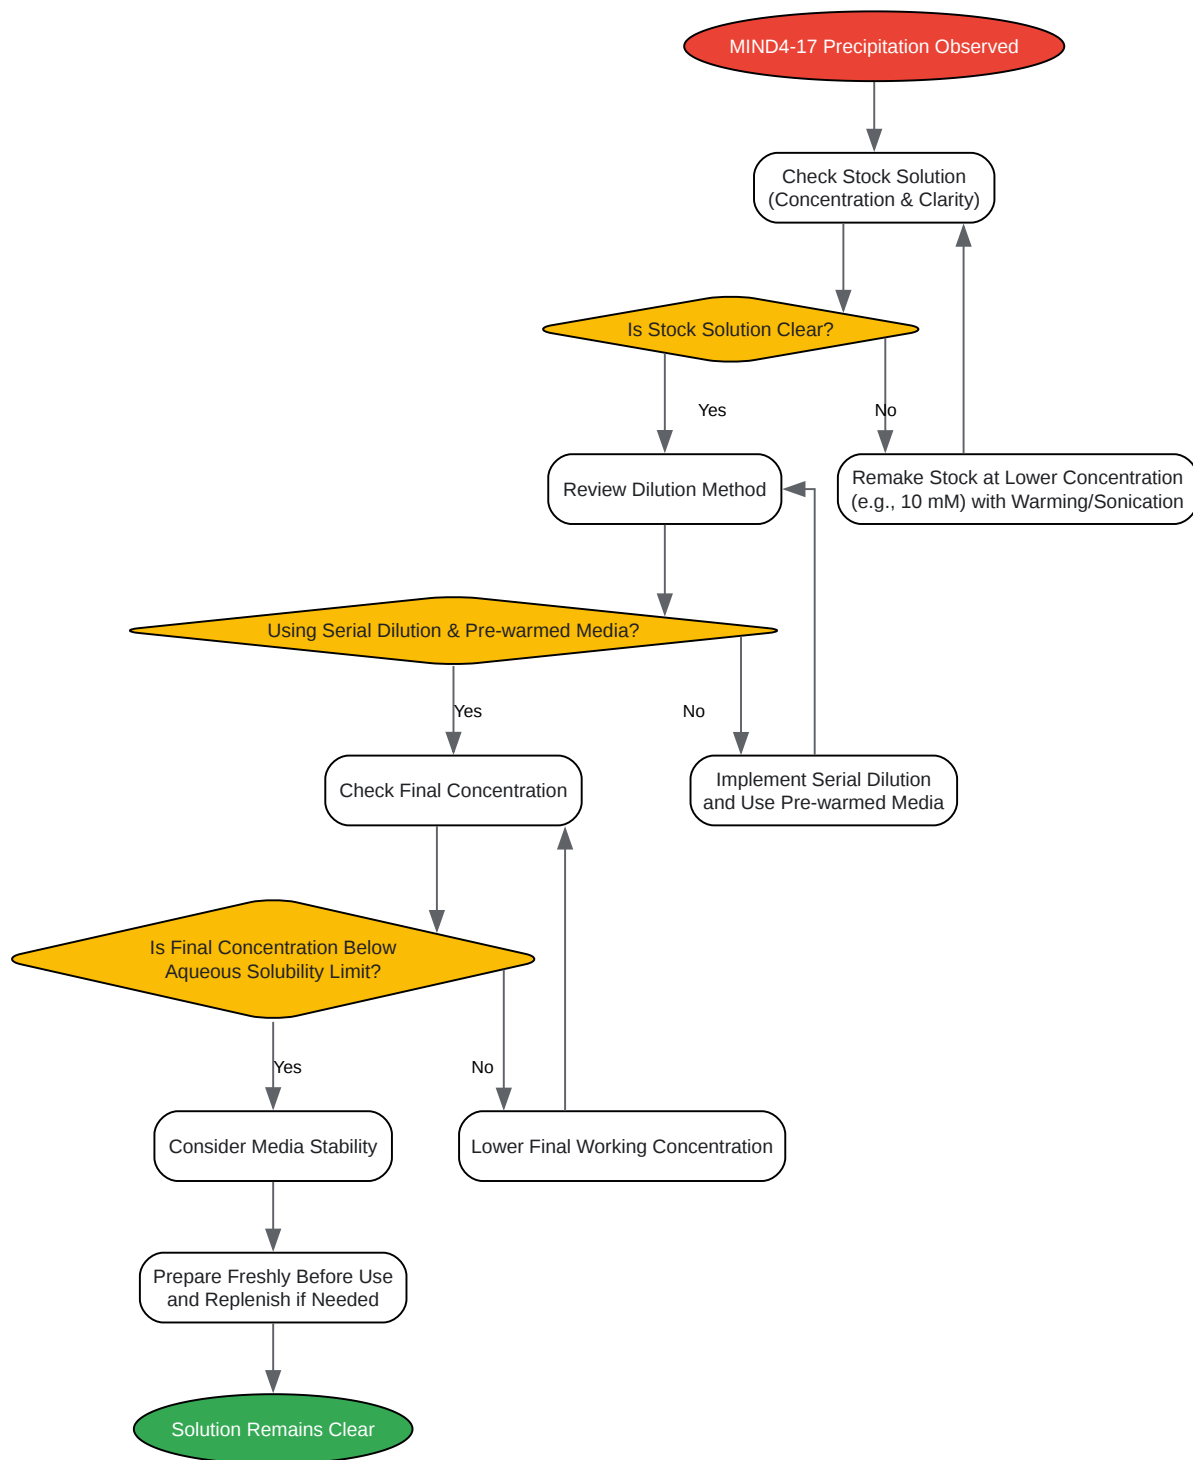 MIND4-17 Precipitation Observed
Check Stock Solution
(Concentration & Clarity)
Is Stock Solution Clear?
Yes
No
Review Dilution Method
Remake Stock at Lower Concentration
(e.g., 10 mM) with Warming/Sonication
Using Serial Dilution & Pre-warmed Media?
Yes
No
Check Final Concentration
Implement Serial Dilution
and Use Pre-warmed Media
Is Final Concentration Below
Aqueous Solubility Limit?
Yes
No
Consider Media Stability
Lower Final Working Concentration
Prepare Freshly Before Use
and Replenish if Needed
Solution Remains Clear